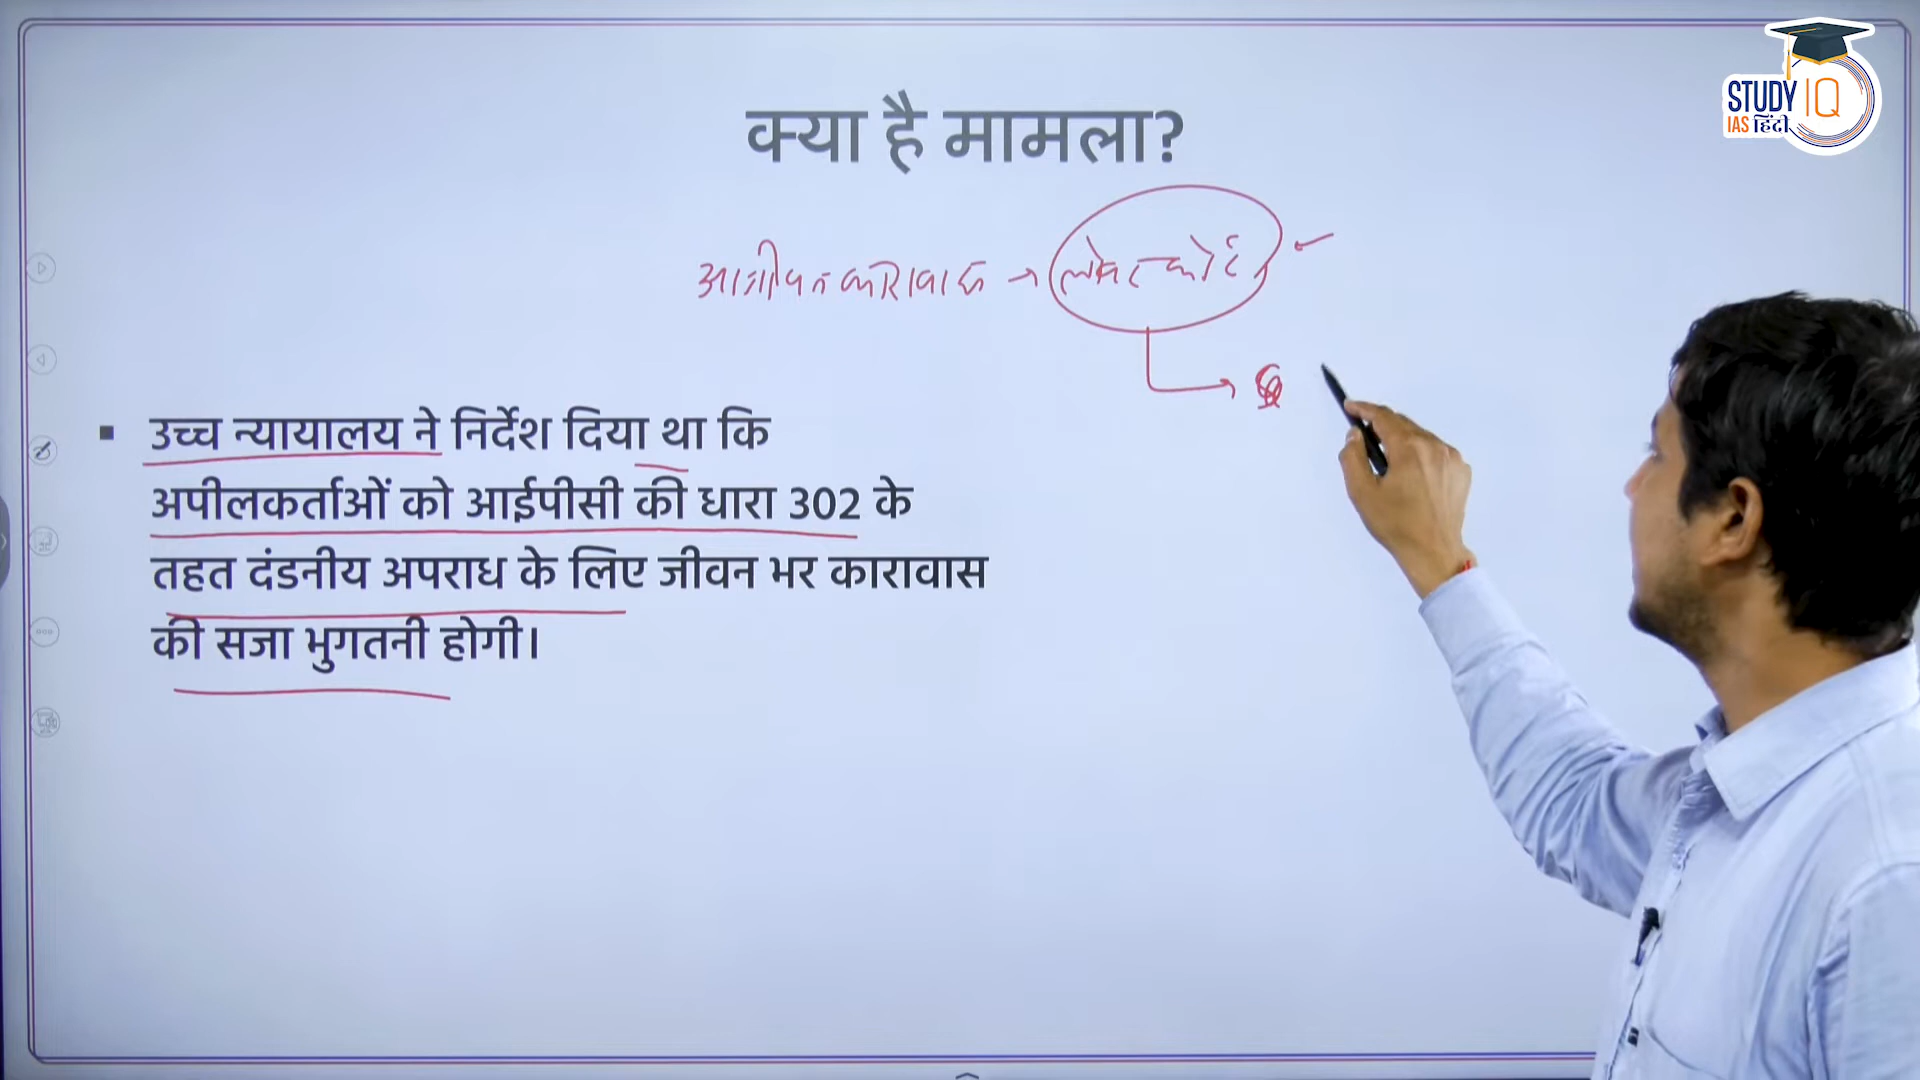 STUDY IQ
IAS हिंदी
क्या है मामला?
आजीवन कारावास → लोअर कोर्ट
▪ उच्च न्यायालय ने निर्देश दिया था कि
अपीलकर्ताओं को आईपीसी की धारा 302 के
तहत दंडनीय अपराध के लिए जीवन भर कारावास
की सजा भुगतनी होगी।